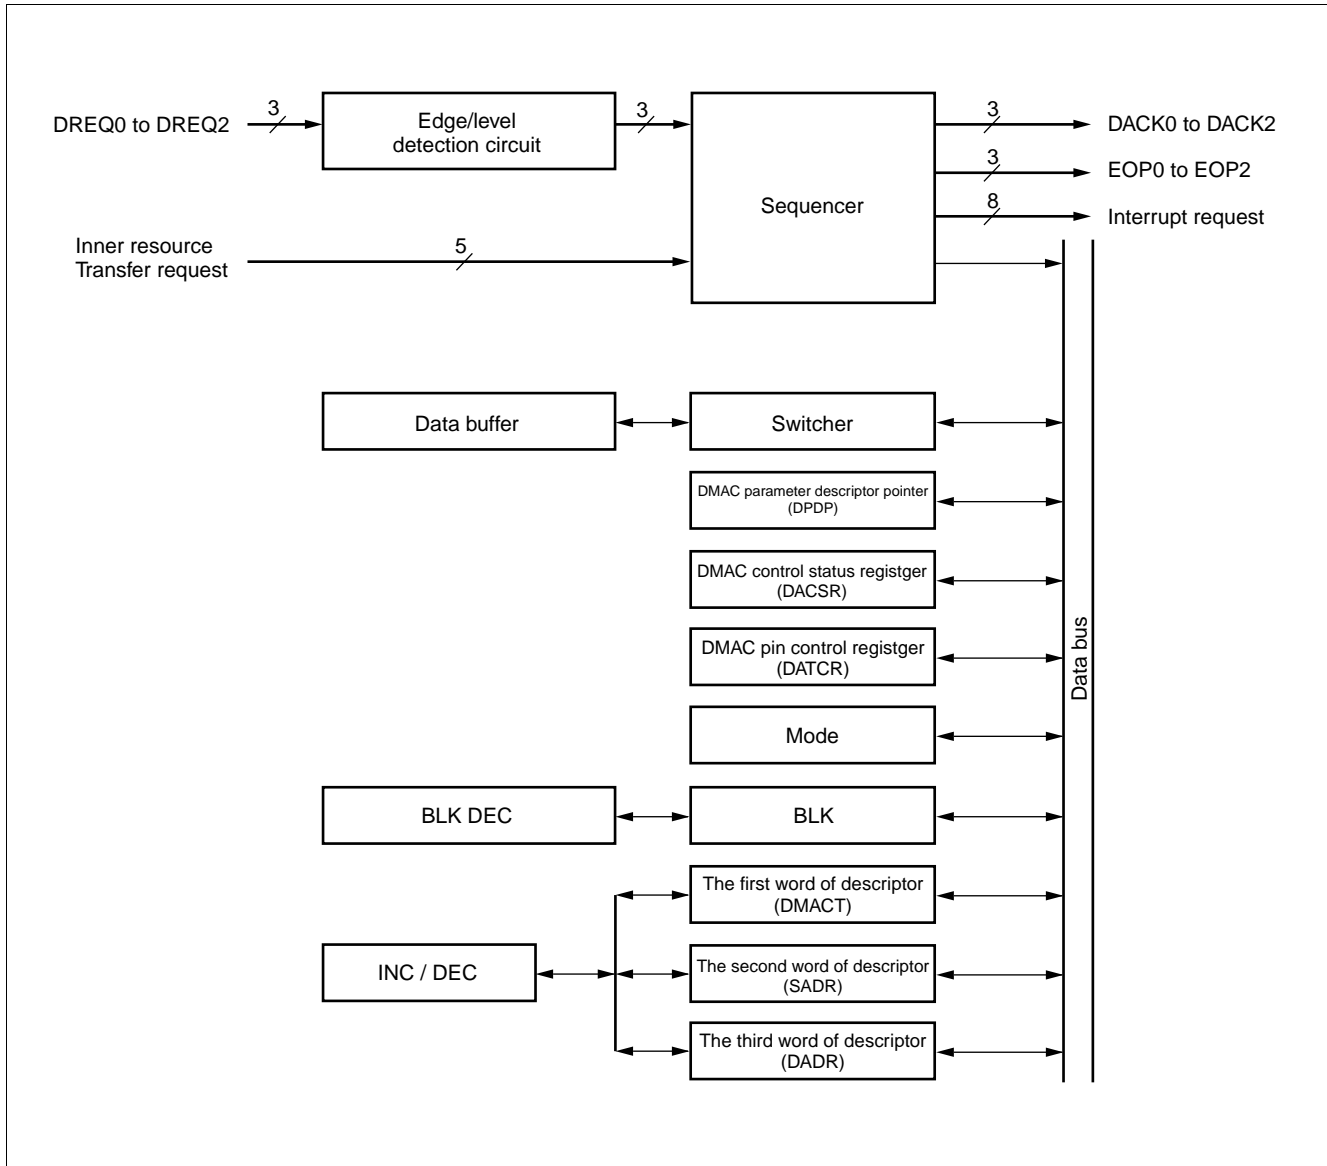 DREQ0 to DREQ2
3
Edge/level
detection circuit
3
Sequencer
3
DACK0 to DACK2
3
EOP0 to EOP2
8
Interrupt request
Inner resource
Transfer request
5
Data buffer
Switcher
DMAC parameter descriptor pointer
(DPDP)
DMAC control status registger
(DACSR)
DMAC pin control registger
(DATCR)
Data bus
Mode
BLK DEC
BLK
The first word of descriptor
(DMACT)
INC / DEC
The second word of descriptor
(SADR)
The third word of descriptor
(DADR)